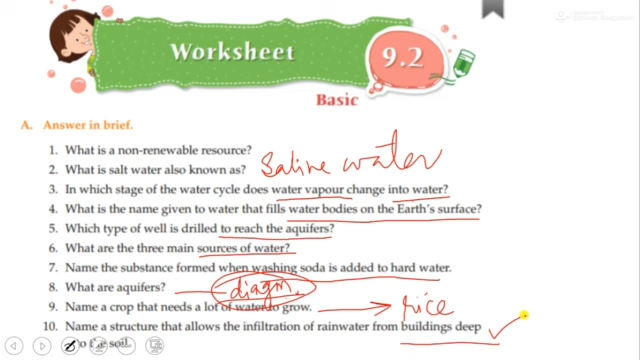 Worksheet 9.2
Basic
A. Answer in brief.
1. What is a non-renewable resource?
2. What is salt water also known as? Saline water
3. In which stage of the water cycle does water vapour change into water?
4. What is the name given to water that fills water bodies on the Earth's surface?
5. Which type of well is drilled to reach the aquifers?
6. What are the three main sources of water?
7. Name the substance formed when washing soda is added to hard water.
8. What are aquifers? diagm.
9. Name a crop that needs a lot of water to grow. rice
10. Name a structure that allows the infiltration of rainwater from buildings deep
to the soil.